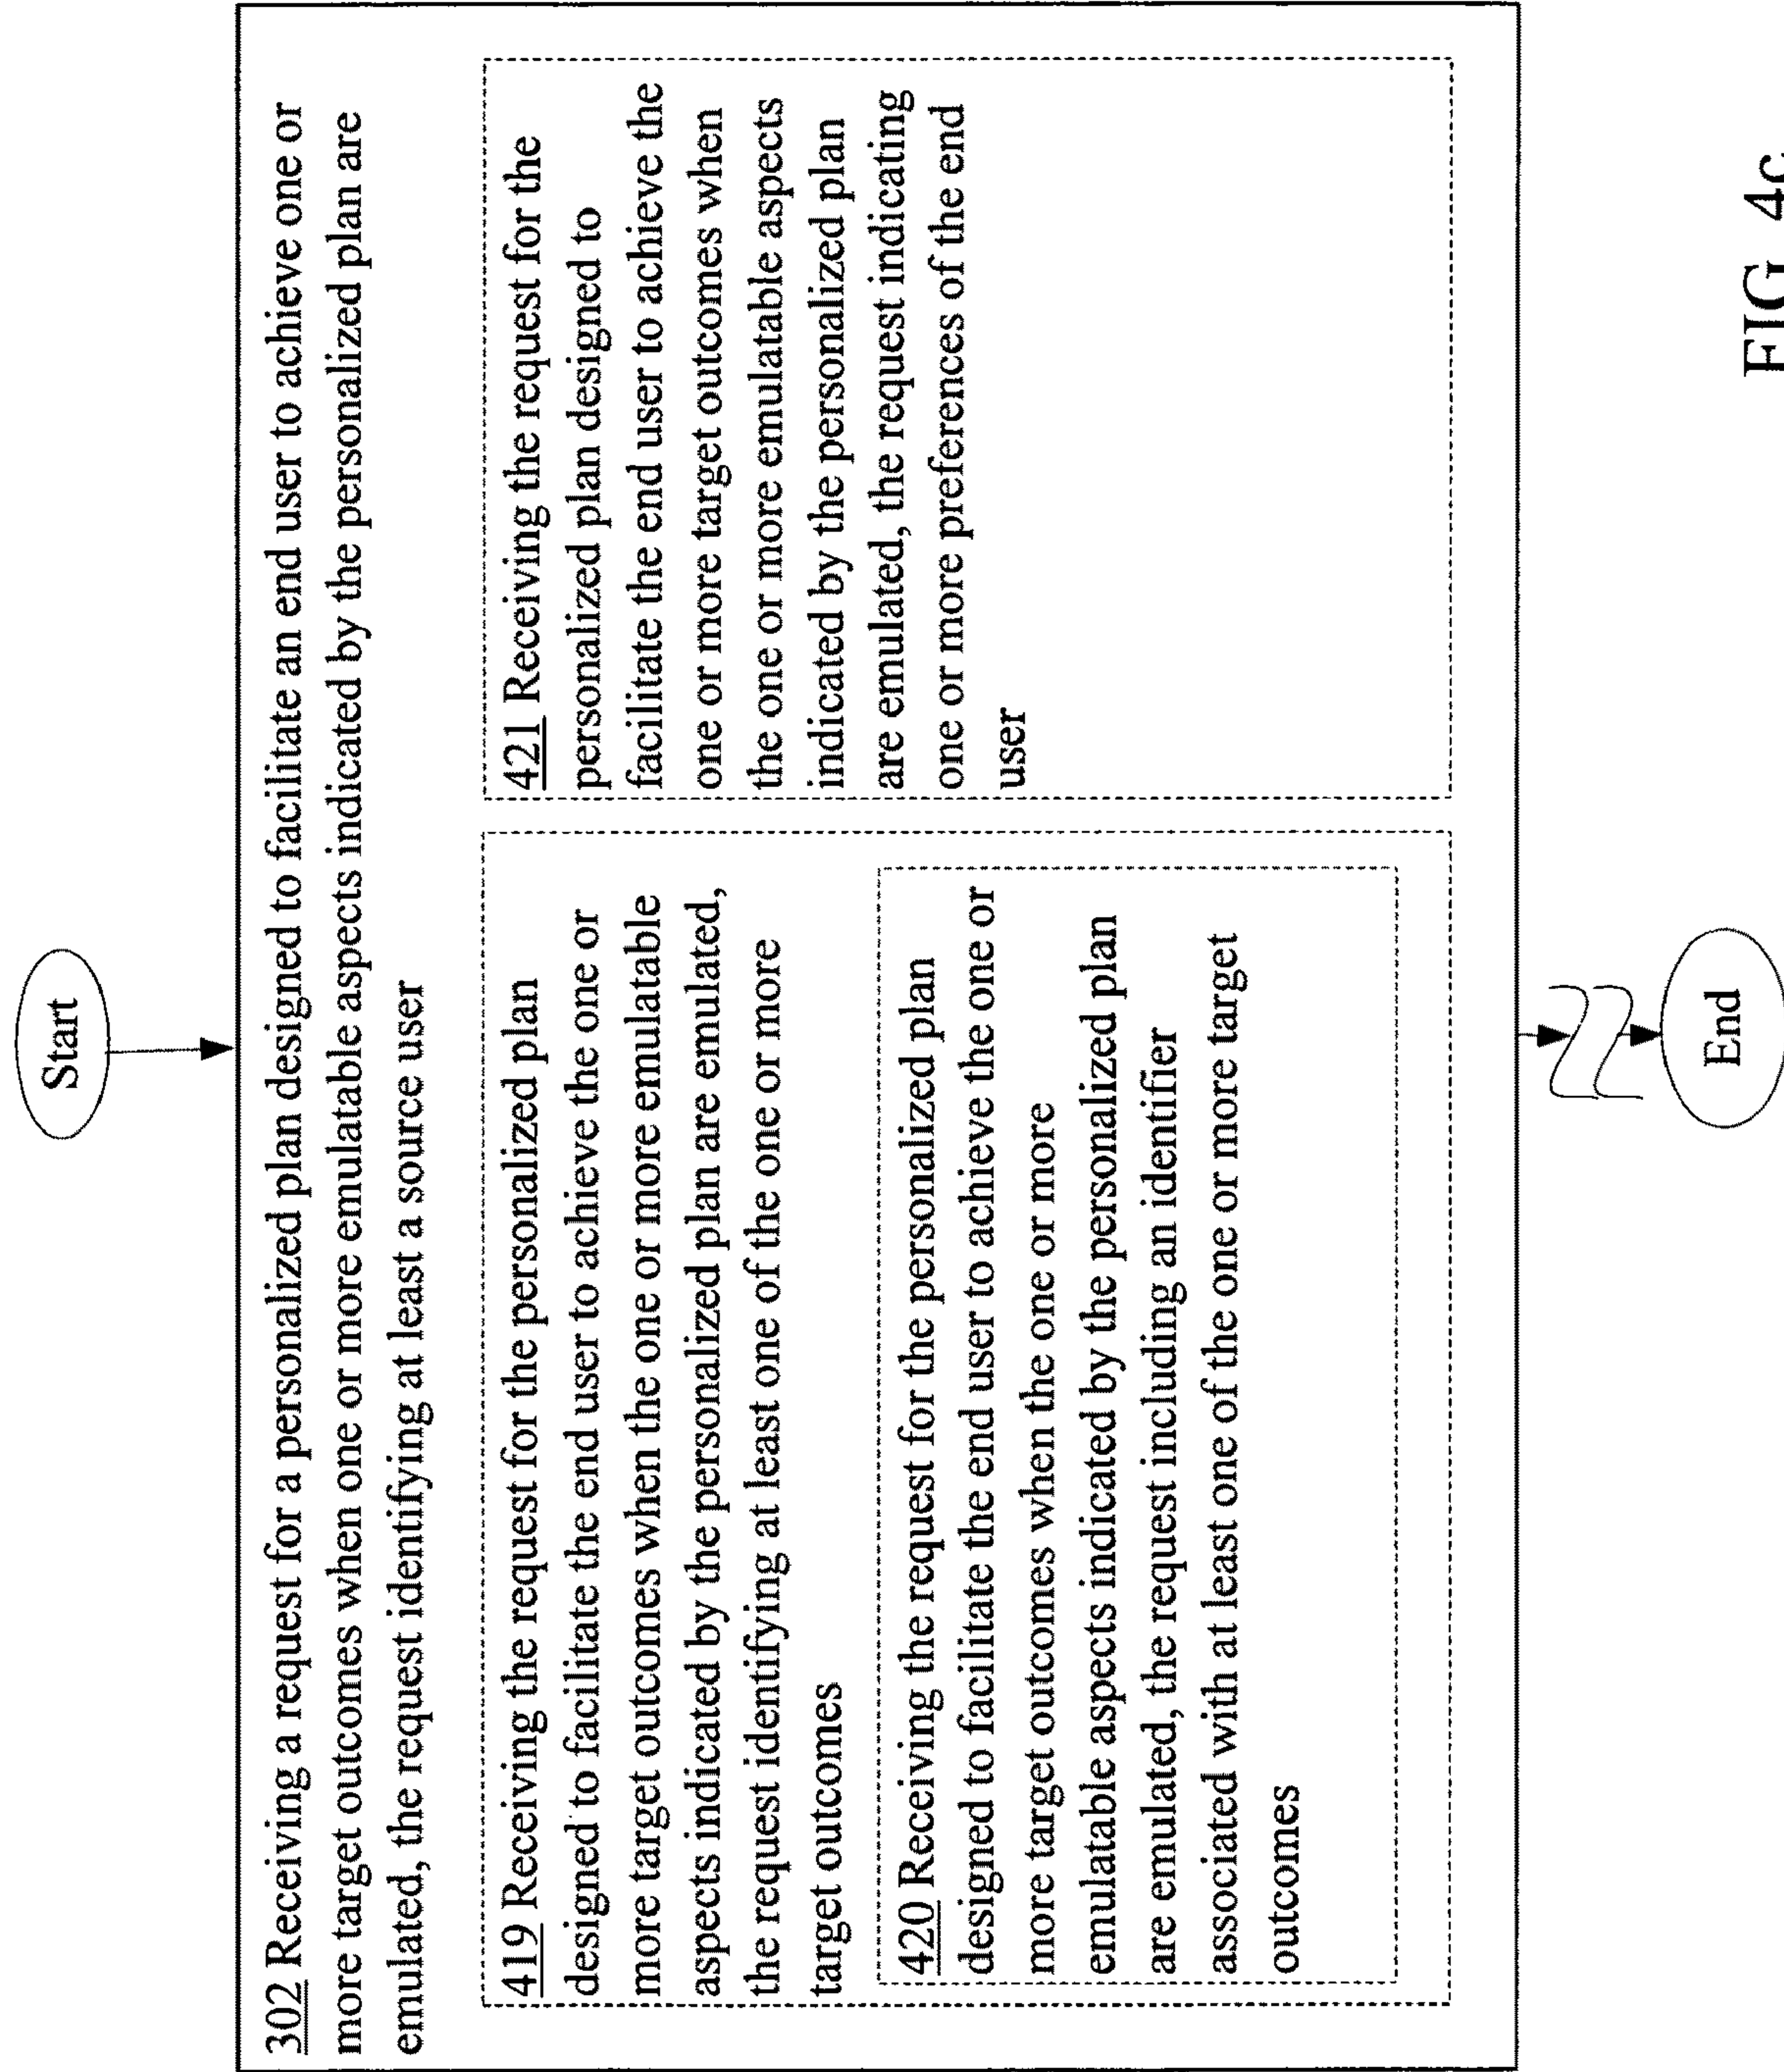 Start
302 Receiving a request for a personalized plan designed to facilitate an end user to achieve one or
more target outcomes when one or more emulatable aspects indicated by the personalized plan are
emulated, the request identifying at least a source user
419 Receiving the request for the personalized plan
designed to facilitate the end user to achieve the one or
more target outcomes when the one or more emulatable
aspects indicated by the personalized plan are emulated,
the request identifying at least one of the one or more
target outcomes
420 Receiving the request for the personalized plan
designed to facilitate the end user to achieve the one or
more target outcomes when the one or more
emulatable aspects indicated by the personalized plan
are emulated, the request including an identifier
associated with at least one of the one or more target
outcomes
421 Receiving the request for the
personalized plan designed to
facilitate the end user to achieve the
one or more target outcomes when
the one or more emulatable aspects
indicated by the personalized plan
are emulated, the request indicating
one or more preferences of the end
user
End
FIG. 4c